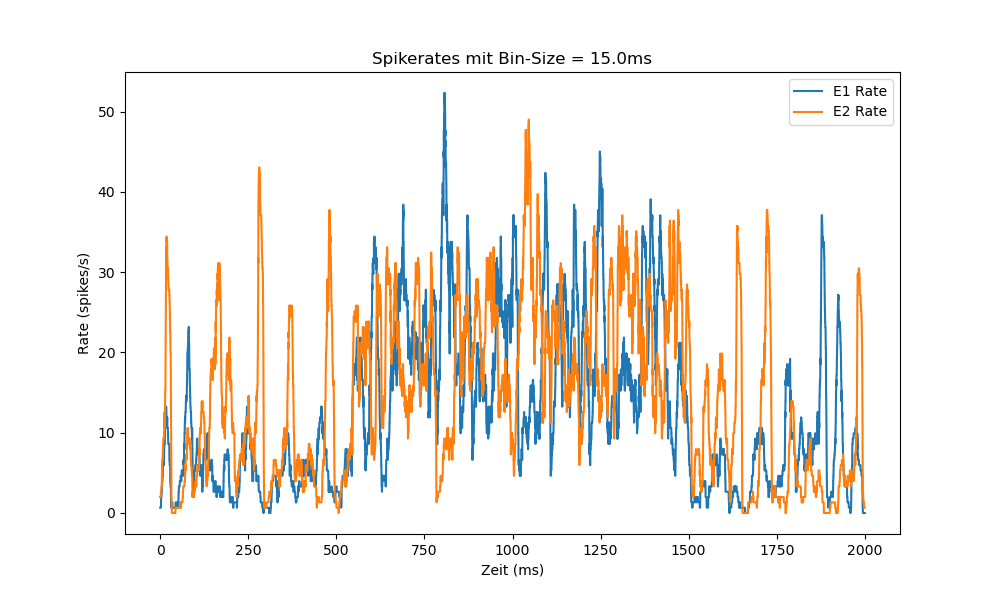 Spikerates mit Bin-Size = 15.0ms
E1 Rate
E2 Rate
Rate (spikes/s)
50
40
30
20
10
0
0 250 500 750 1000 1250 1500 1750 2000
Zeit (ms)